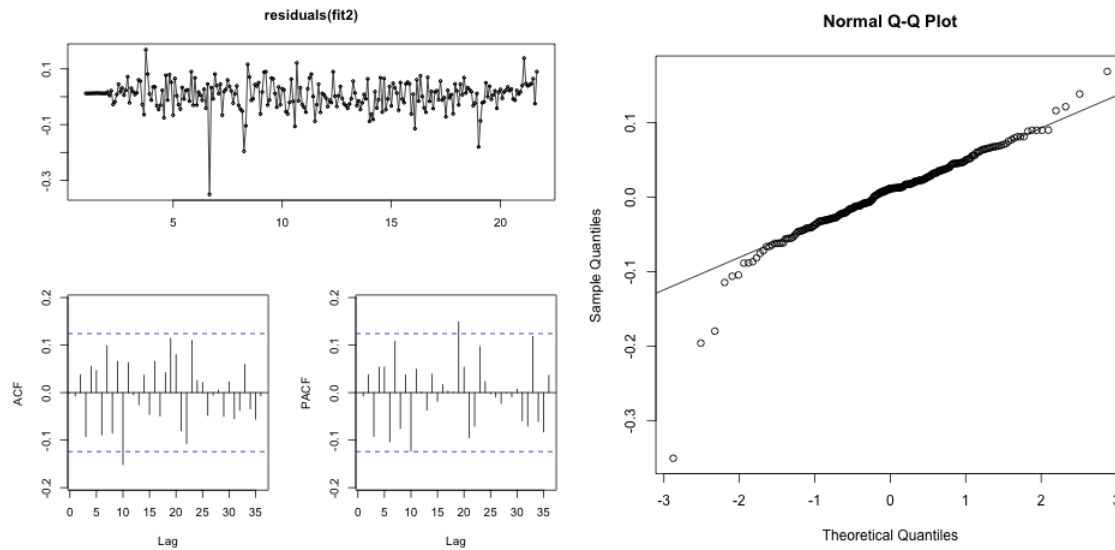 residuals(fit2)
0.1
-0.1
-0.3
5 10 15 20
ACF
0.2
0.1
0.0
-0.1
-0.2
0 5 10 15 20 25 30 35
Lag
PACF
0.2
0.1
0.0
-0.1
-0.2
0 5 10 15 20 25 30 35
Lag
Normal Q-Q Plot
Sample Quantiles
0.1
0.0
-0.1
-0.2
-0.3
-3 -2 -1 0 1 2 3
Theoretical Quantiles